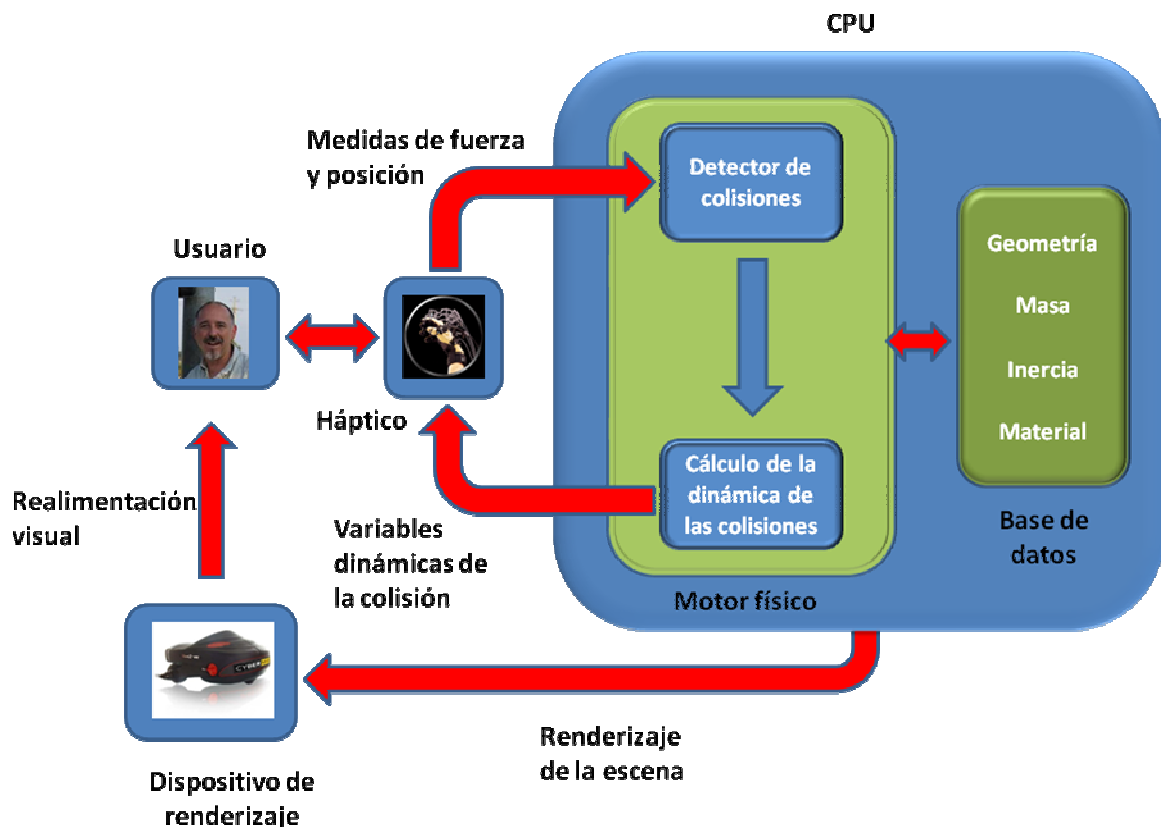 CPU
Medidas de fuerza
y posición
Detector de
colisiones
Usuario
Geometría
Masa
Inercia
Material
Háptico
Cálculo de la
dinámica de
las colisiones
Realimentación
visual
Variables
dinámicas de
la colisión
Base de
datos
Motor físico
CYBER
Renderizaje
de la escena
Dispositivo de
renderizaje